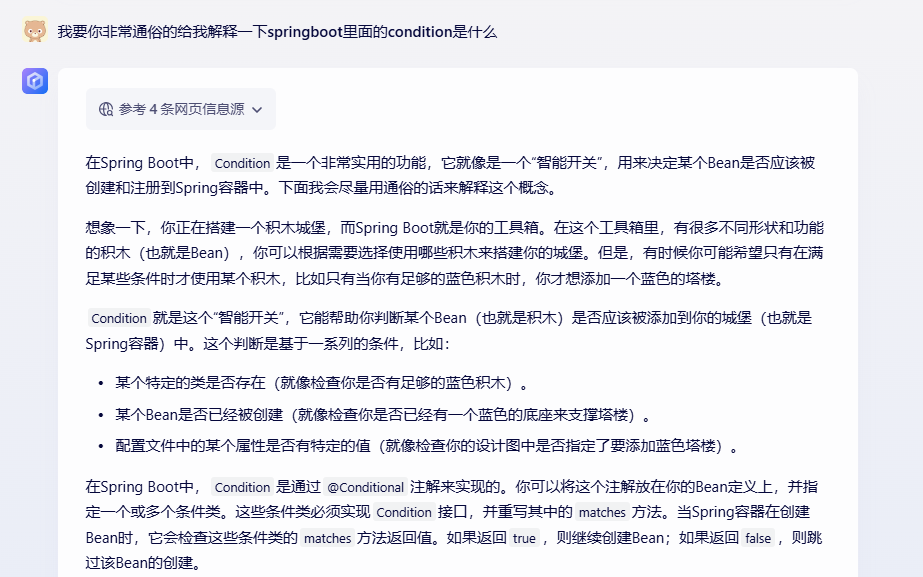 我要你非常通俗的给我解释一下springboot里面的condition是什么
参考 4 条网页信息源
在Spring Boot中， Condition 是一个非常实用的功能，它就像是一个“智能开关”，用来决定某个Bean是否应该被
创建和注册到Spring容器中。下面我会尽量用通俗的话来解释这个概念。
想象一下，你正在搭建一个积木城堡，而Spring Boot就是你的工具箱。在这个工具箱里，有很多不同形状和功能
的积木（也就是Bean），你可以根据需要选择使用哪些积木来搭建你的城堡。但是，有时候你可能希望只有在满
足某些条件时才使用某个积木，比如只有当你有足够的蓝色积木时，你才想添加一个蓝色的塔楼。
Condition 就是这个“智能开关”，它能帮助你判断某个Bean（也就是积木）是否应该被添加到你的城堡（也就是
Spring容器）中。这个判断是基于一系列的条件，比如：
• 某个特定的类是否存在（就像检查你是否有足够的蓝色积木）。
• 某个Bean是否已经被创建（就像检查你是否已经有一个蓝色的底座来支撑塔楼）。
• 配置文件中的某个属性是否有特定的值（就像检查你的设计图中是否指定了要添加蓝色塔楼）。
在Spring Boot中， Condition 是通过 @Conditional 注解来实现的。你可以将这个注解放在你的Bean定义上，并指
定一个或多个条件类。这些条件类必须实现 Condition 接口，并重写其中的 matches 方法。当Spring容器在创建
Bean时，它会检查这些条件类的 matches 方法返回值。如果返回 true ，则继续创建Bean；如果返回 false ，则跳
过该Bean的创建。